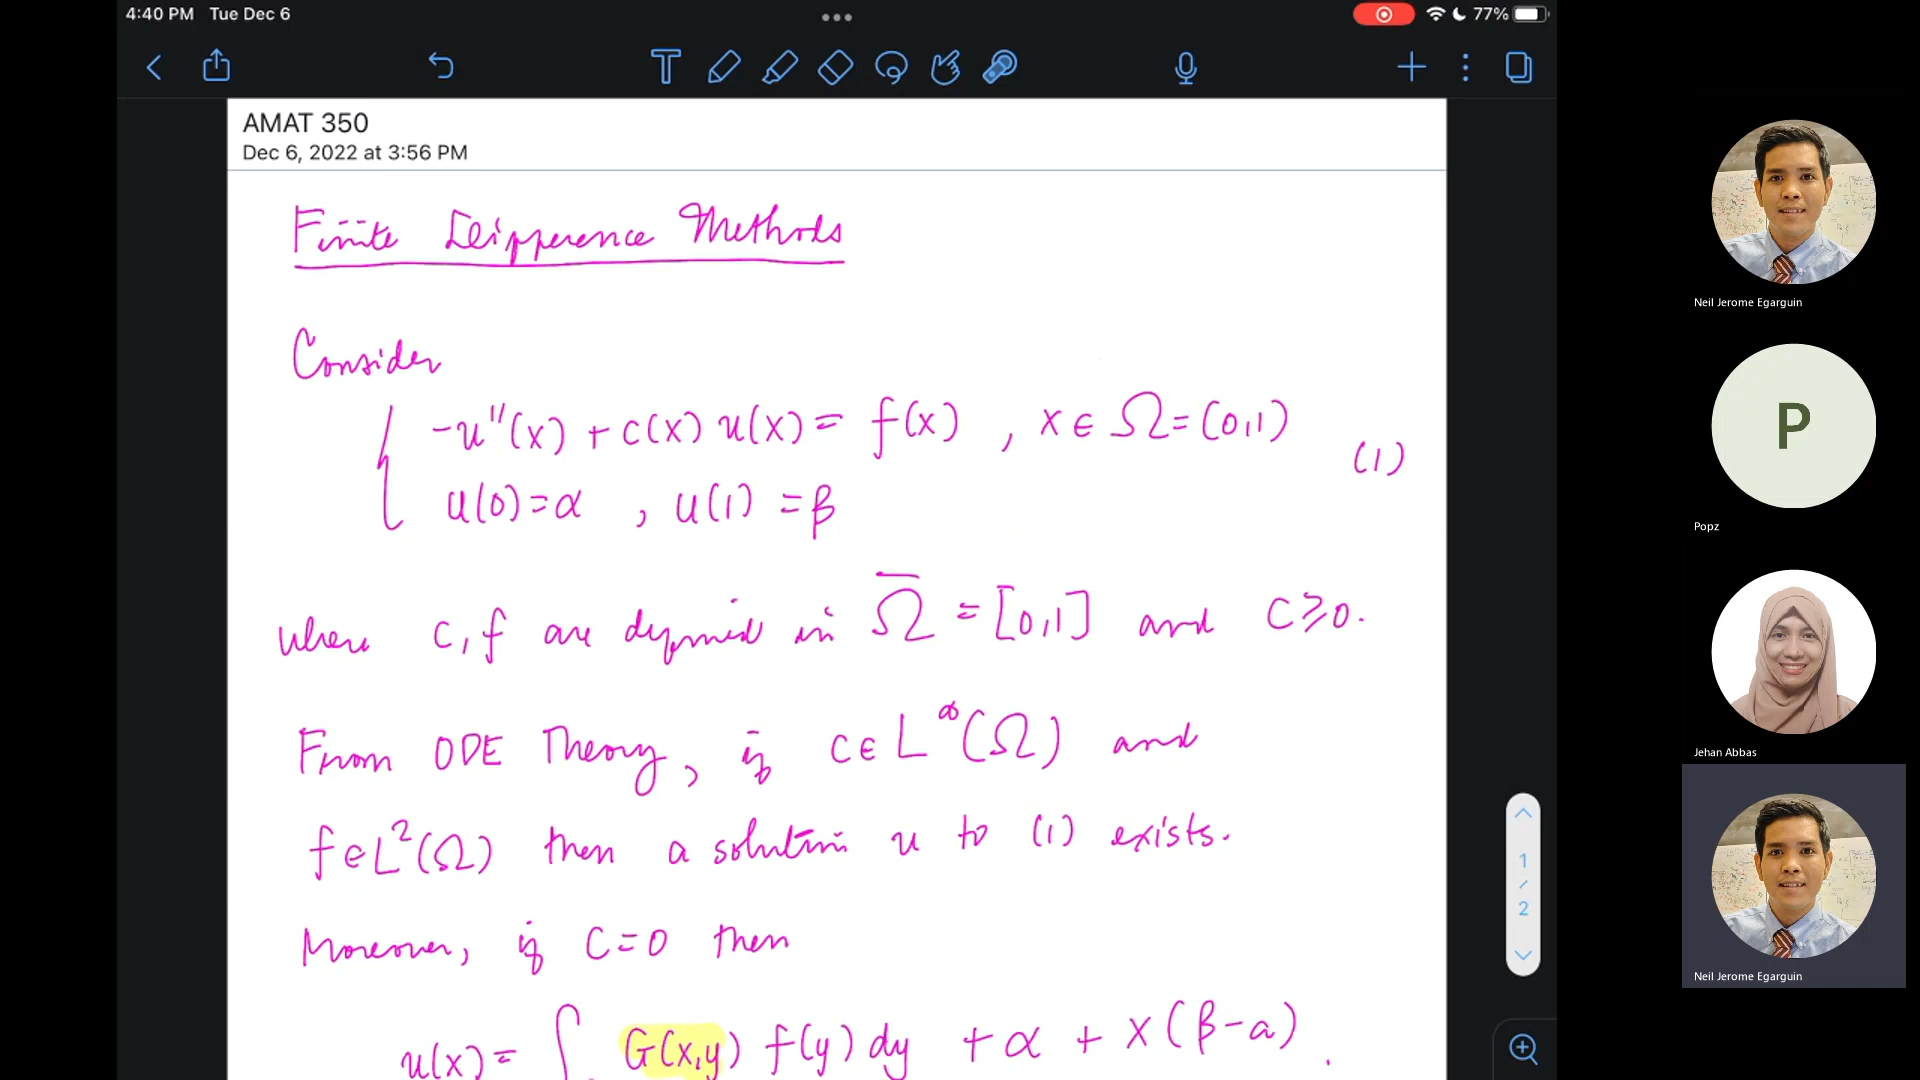 4:40 PM Tue Dec 6
77%
AMAT 350
Dec 6, 2022 at 3:56 PM
Finite Difference Methods
Consider
-u''(x) + c(x) u(x) = f(x) , x ∈ Ω = (0,1)
(1)
u(0) = α , u(1) = β
where c, f are defined in Ω̅ = [0,1] and c ≥ 0.
From ODE Theory, if c ∈ L^∞(Ω) and
f ∈ L²(Ω) then a solution u to (1) exists.
Moreover, if c = 0 then
u(x) = ∫ G(x,y) f(y) dy + α + x(β-a).
1
/
2
Neil Jerome Egarguin
P
Popz
Jehan Abbas
Neil Jerome Egarguin